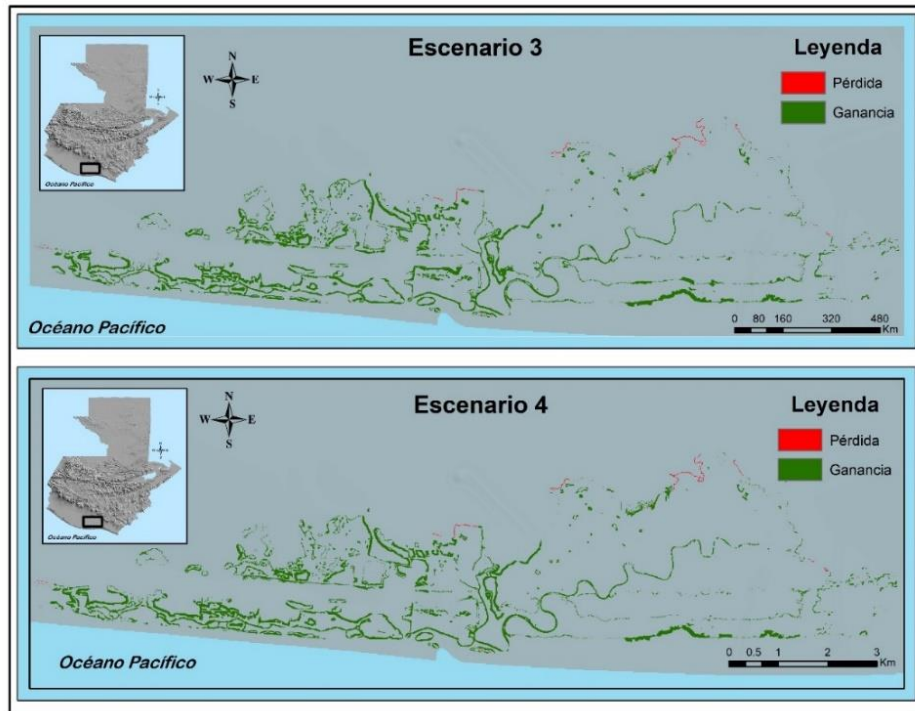 Escenario 3
Leyenda
Pérdida
Ganancia
N
W E
S
Océano Pacífico
Océano Pacífico
0 80 160 320 480
Km
Escenario 4
Leyenda
Pérdida
Ganancia
N
W E
S
Océano Pacífico
Océano Pacífico
0 0.5 1 2 3
Km